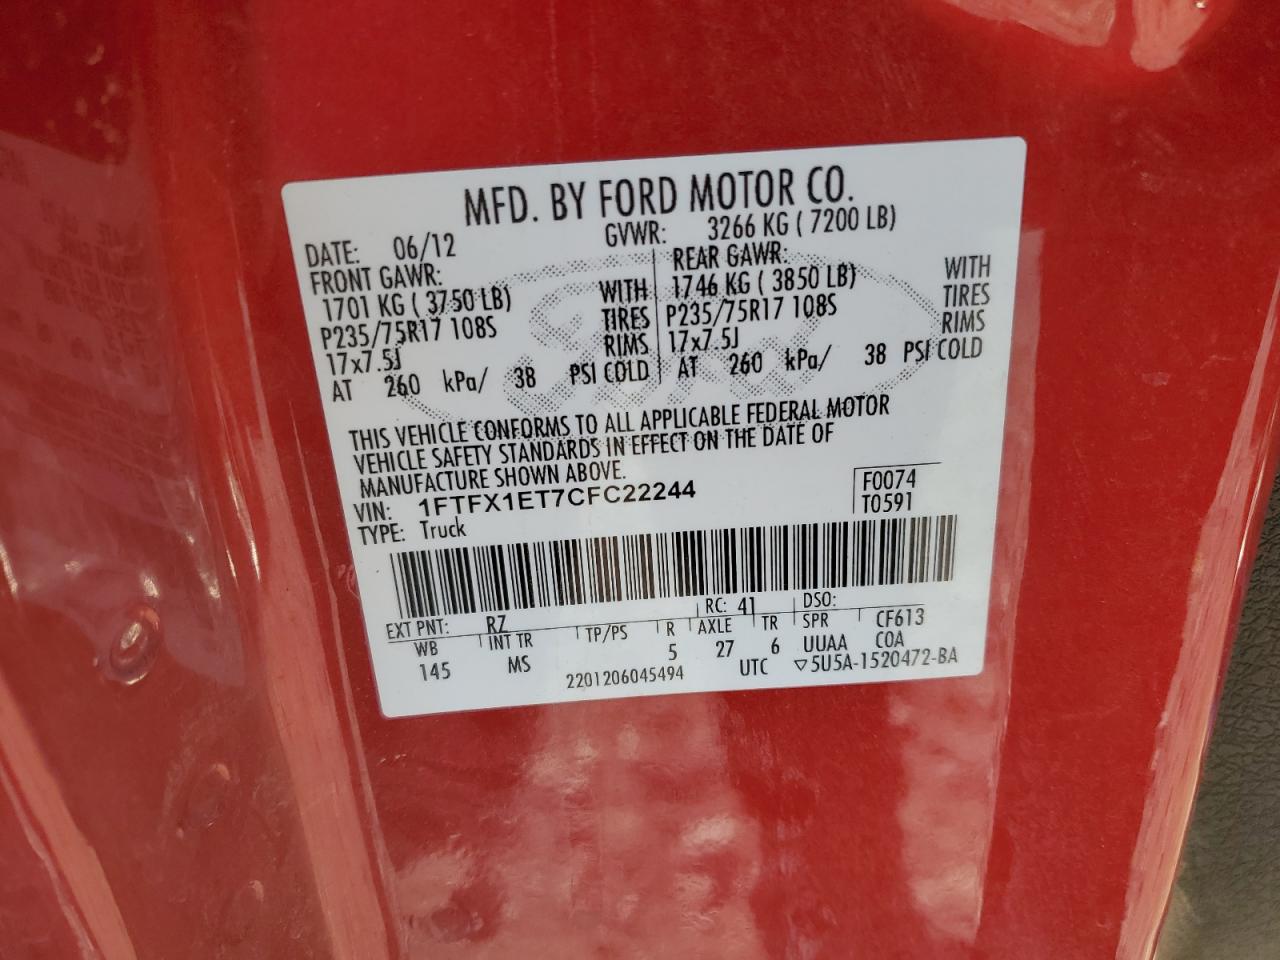 MFD. BY FORD MOTOR CO.
DATE: 06/12 GVWR: 3266 KG ( 7200 LB)
FRONT GAWR: REAR GAWR:
1701 KG ( 3750 LB) WITH 1746 KG ( 3850 LB) WITH
P235/75R17 108S TIRES P235/75R17 108S TIRES
17x7.5J RIMS 17x7.5J RIMS
AT 260 kPa/ 38 PSI COLD AT 260 kPa/ 38 PSI COLD
THIS VEHICLE CONFORMS TO ALL APPLICABLE FEDERAL MOTOR
VEHICLE SAFETY STANDARDS IN EFFECT ON THE DATE OF
MANUFACTURE SHOWN ABOVE.
VIN: 1FTFX1ET7CFC22244 F0074
TYPE: Truck T0591
EXT PNT: RZ RC: 41 DSO:
WB INT TR TP/PS R AXLE TR SPR CF613
145 MS 5 27 6 UUAA COA
2201206045494 UTC ▽5U5A-1520472-BA